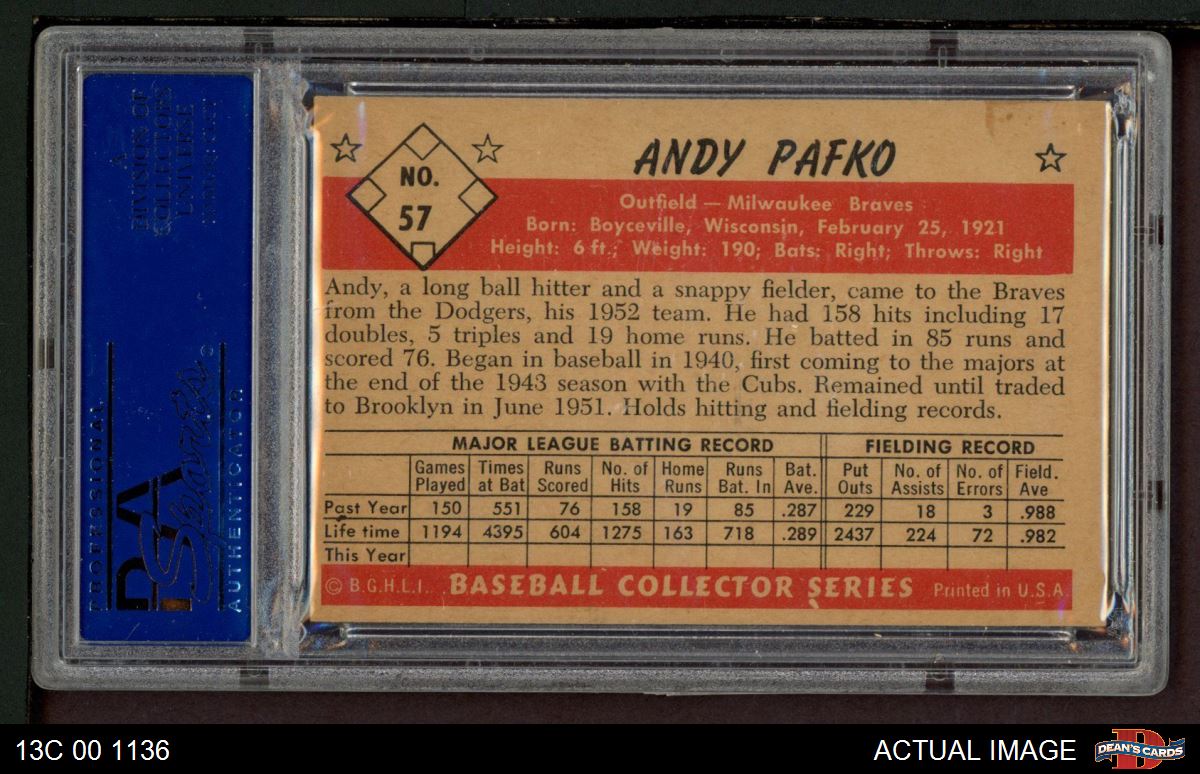 A
DIVISION OF
COLLECTORS
UNIVERSE
PROFESSIONAL
PSA
AUTHENTICATOR
NO.
57
ANDY PAFKO
Outfield — Milwaukee Braves
Born: Boyceville, Wisconsin, February 25, 1921
Height: 6 ft.; Weight: 190; Bats: Right; Throws: Right
Andy, a long ball hitter and a snappy fielder, came to the Braves
from the Dodgers, his 1952 team. He had 158 hits including 17
doubles, 5 triples and 19 home runs. He batted in 85 runs and
scored 76. Began in baseball in 1940, first coming to the majors at
the end of the 1943 season with the Cubs. Remained until traded
to Brooklyn in June 1951. Holds hitting and fielding records.
MAJOR LEAGUE BATTING RECORD FIELDING RECORD
Games Played Times at Bat Runs Scored No. of Hits Home Runs Runs Bat. In Bat. Ave. Put Outs No. of Assists No. of Errors Field. Ave
Past Year 150 551 76 158 19 85 .287 229 18 3 .988
Life time 1194 4395 604 1275 163 718 .289 2437 224 72 .982
This Year
© B.G.H.L.I. BASEBALL COLLECTOR SERIES Printed in U.S.A.
13C 00 1136
ACTUAL IMAGE
DEAN'S CARDS